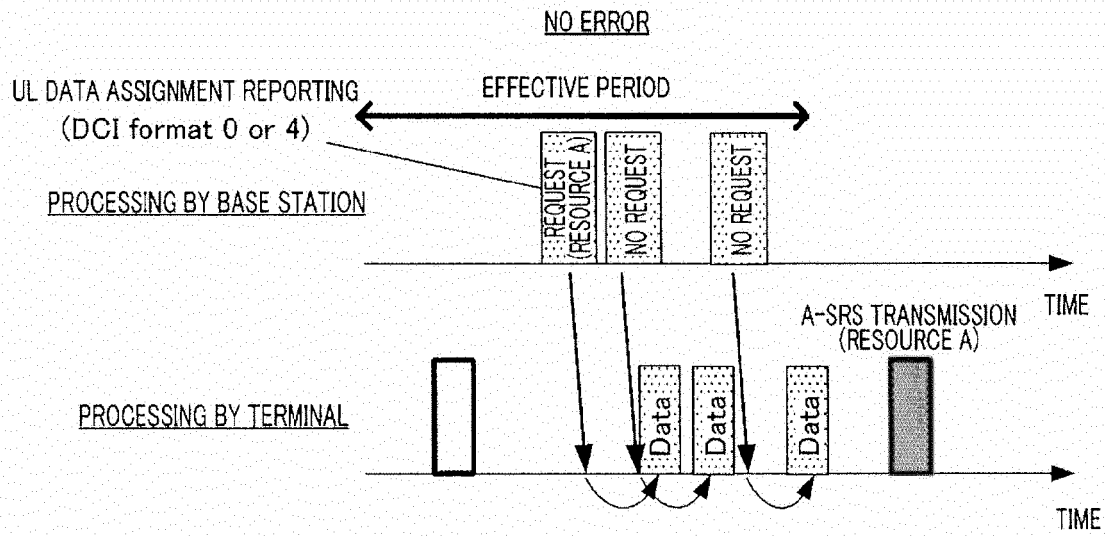 NO ERROR
UL DATA ASSIGNMENT REPORTING
(DCI format 0 or 4)
EFFECTIVE PERIOD
PROCESSING BY BASE STATION
REQUEST
(RESOURCE A)
NO REQUEST
NO REQUEST
TIME
A-SRS TRANSMISSION
(RESOURCE A)
PROCESSING BY TERMINAL
Data
Data
Data
TIME